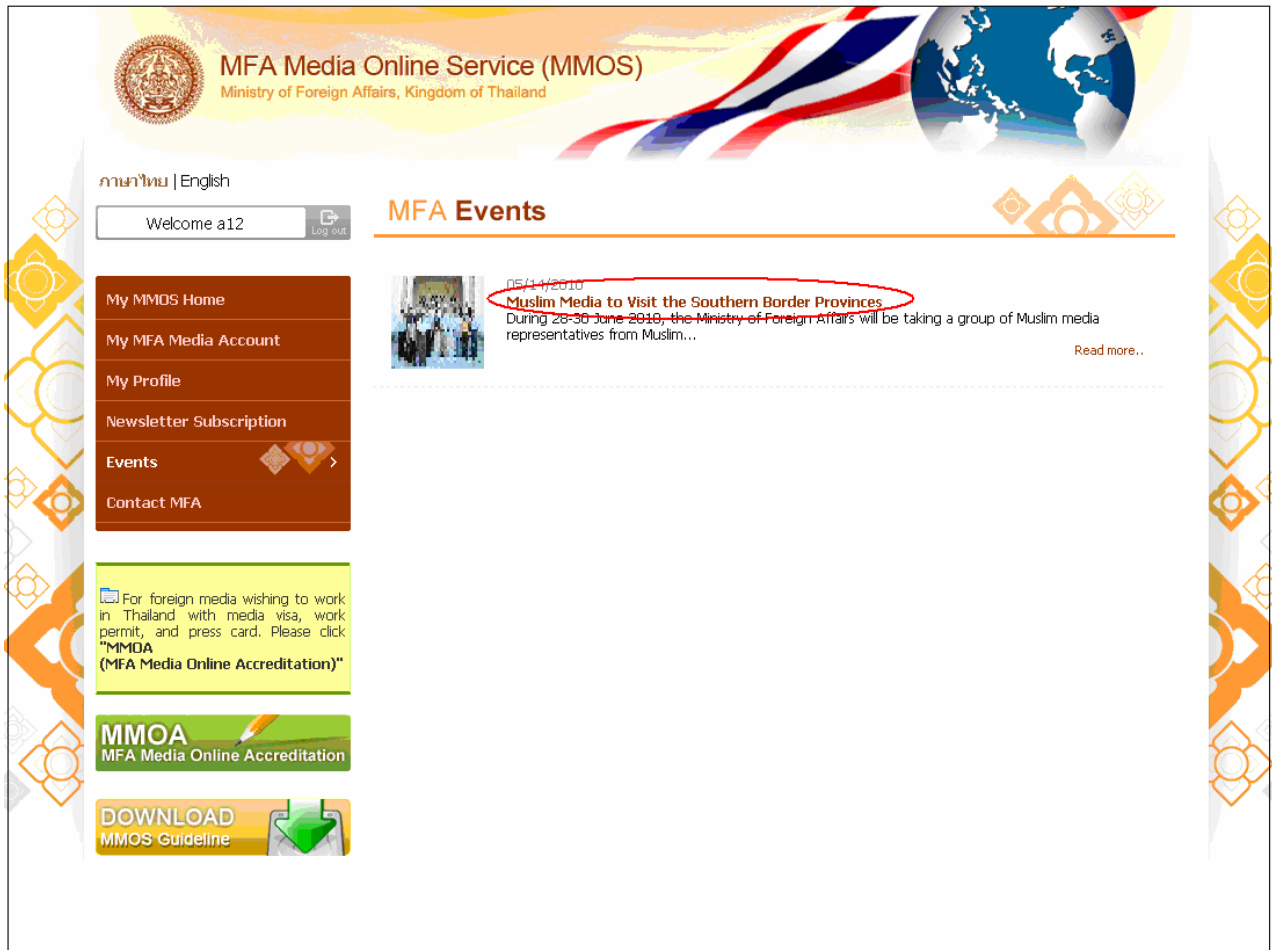 MFA Media Online Service (MMOS)
Ministry of Foreign Affairs, Kingdom of Thailand
ภาษาไทย | English
Welcome a12
Log out
MFA Events
My MMOS Home
My MFA Media Account
My Profile
Newsletter Subscription
Events
Contact MFA
05/14/2010
Muslim Media to Visit the Southern Border Provinces
During 28-30 June 2010, the Ministry of Foreign Affairs will be taking a group of Muslim media
representatives from Muslim...
Read more..
For foreign media wishing to work
in Thailand with media visa, work
permit, and press card. Please click
"MMOA
(MFA Media Online Accreditation)"
MMOA
MFA Media Online Accreditation
DOWNLOAD
MMOS Guideline